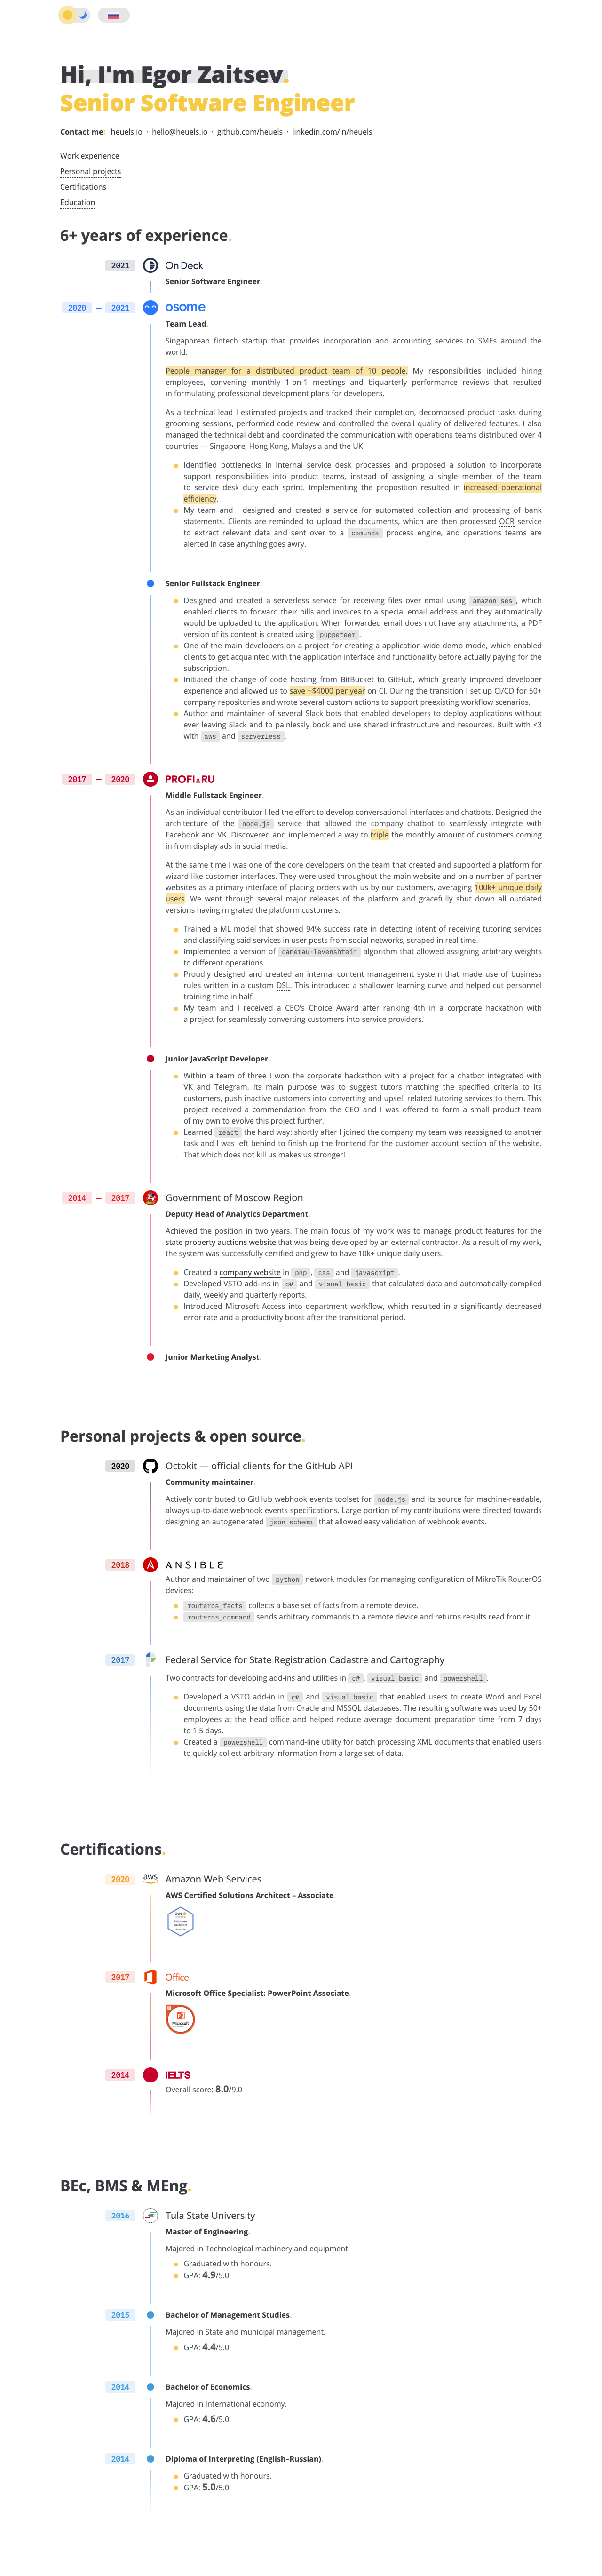 Hi, I'm Egor Zaitsev.
Senior Software Engineer
Contact me: heuels.io · hello@heuels.io · github.com/heuels · linkedin.com/in/heuels
Work experience
Personal projects
Certifications
Education
6+ years of experience.
2021 On Deck
Senior Software Engineer.
2020 — 2021 osome
Team Lead.
Singaporean fintech startup that provides incorporation and accounting services to SMEs around the
world.
People manager for a distributed product team of 10 people. My responsibilities included hiring
employees, convening monthly 1-on-1 meetings and biquarterly performance reviews that resulted
in formulating professional development plans for developers.
As a technical lead I estimated projects and tracked their completion, decomposed product tasks during
grooming sessions, performed code review and controlled the overall quality of delivered features. I also
managed the technical debt and coordinated the communication with operations teams distributed over 4
countries — Singapore, Hong Kong, Malaysia and the UK.
Identified bottlenecks in internal service desk processes and proposed a solution to incorporate
support responsibilities into product teams, instead of assigning a single member of the team
to service desk duty each sprint. Implementing the proposition resulted in increased operational
efficiency.
My team and I designed and created a service for automated collection and processing of bank
statements. Clients are reminded to upload the documents, which are then processed OCR service
to extract relevant data and sent over to a camunda process engine, and operations teams are
alerted in case anything goes awry.
Senior Fullstack Engineer.
Designed and created a serverless service for receiving files over email using amazon ses, which
enabled clients to forward their bills and invoices to a special email address and they automatically
would be uploaded to the application. When forwarded email does not have any attachments, a PDF
version of its content is created using puppeteer.
One of the main developers on a project for creating a application-wide demo mode, which enabled
clients to get acquainted with the application interface and functionality before actually paying for the
subscription.
Initiated the change of code hosting from BitBucket to GitHub, which greatly improved developer
experience and allowed us to save ~$4000 per year on CI. During the transition I set up CI/CD for 50+
company repositories and wrote several custom actions to support preexisting workflow scenarios.
Author and maintainer of several Slack bots that enabled developers to deploy applications without
ever leaving Slack and to painlessly book and use shared infrastructure and resources. Built with <3
with aws and serverless.
2017 — 2020 PROFI.RU
Middle Fullstack Engineer.
As an individual contributor I led the effort to develop conversational interfaces and chatbots. Designed the
architecture of the node.js service that allowed the company chatbot to seamlessly integrate with
Facebook and VK. Discovered and implemented a way to triple the monthly amount of customers coming
in from display ads in social media.
At the same time I was one of the core developers on the team that created and supported a platform for
wizard-like customer interfaces. They were used throughout the main website and on a number of partner
websites as a primary interface of placing orders with us by our customers, averaging 100k+ unique daily
users. We went through several major releases of the platform and gracefully shut down all outdated
versions having migrated the platform customers.
Trained a ML model that showed 94% success rate in detecting intent of receiving tutoring services
and classifying said services in user posts from social networks, scraped in real time.
Implemented a version of damerau-levenshtein algorithm that allowed assigning arbitrary weights
to different operations.
Proudly designed and created an internal content management system that made use of business
rules written in a custom DSL. This introduced a shallower learning curve and helped cut personnel
training time in half.
My team and I received a CEO's Choice Award after ranking 4th in a corporate hackathon with
a project for seamlessly converting customers into service providers.
Junior JavaScript Developer.
Within a team of three I won the corporate hackathon with a project for a chatbot integrated with
VK and Telegram. Its main purpose was to suggest tutors matching the specified criteria to its
customers, push inactive customers into converting and upsell related tutoring services to them. This
project received a commendation from the CEO and I was offered to form a small product team
of my own to evolve this project further.
Learned react the hard way: shortly after I joined the company my team was reassigned to another
task and I was left behind to finish up the frontend for the customer account section of the website.
That which does not kill us makes us stronger!
2014 — 2017 Government of Moscow Region
Deputy Head of Analytics Department.
Achieved the position in two years. The main focus of my work was to manage product features for the
state property auctions website that was being developed by an external contractor. As a result of my work,
the system was successfully certified and grew to have 10k+ unique daily users.
Created a company website in php, css and javascript.
Developed VSTO add-ins in c# and visual basic that calculated data and automatically compiled
daily, weekly and quarterly reports.
Introduced Microsoft Access into department workflow, which resulted in a significantly decreased
error rate and a productivity boost after the transitional period.
Junior Marketing Analyst.
Personal projects & open source.
2020 Octokit — official clients for the GitHub API
Community maintainer.
Actively contributed to GitHub webhook events toolset for node.js and its source for machine-readable,
always up-to-date webhook events specifications. Large portion of my contributions were directed towards
designing an autogenerated json schema that allowed easy validation of webhook events.
2018 ANSIBLE
Author and maintainer of two python network modules for managing configuration of MikroTik RouterOS
devices:
routeros_facts collects a base set of facts from a remote device.
routeros_command sends arbitrary commands to a remote device and returns results read from it.
2017 Federal Service for State Registration Cadastre and Cartography
Two contracts for developing add-ins and utilities in c#, visual basic and powershell.
Developed a VSTO add-in in c# and visual basic that enabled users to create Word and Excel
documents using the data from Oracle and MSSQL databases. The resulting software was used by 50+
employees at the head office and helped reduce average document preparation time from 7 days
to 1.5 days.
Created a powershell command-line utility for batch processing XML documents that enabled users
to quickly collect arbitrary information from a large set of data.
Certifications.
2020 aws Amazon Web Services
AWS Certified Solutions Architect – Associate.
2017 Office
Microsoft Office Specialist: PowerPoint Associate.
Microsoft
2014 IELTS
Overall score: 8.0/9.0
BEc, BMS & MEng.
2016 Tula State University
Master of Engineering.
Majored in Technological machinery and equipment.
Graduated with honours.
GPA: 4.9/5.0
2015 Bachelor of Management Studies.
Majored in State and municipal management.
GPA: 4.4/5.0
2014 Bachelor of Economics.
Majored in International economy.
GPA: 4.6/5.0
2014 Diploma of Interpreting (English–Russian).
Graduated with honours.
GPA: 5.0/5.0